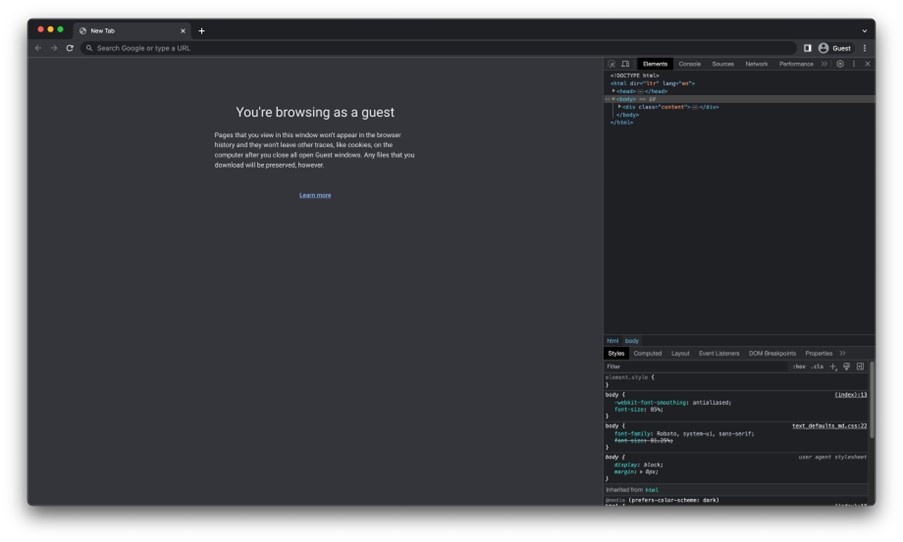 New Tab
Search Google or type a URL
Guest
You're browsing as a guest
Pages that you view in this window won't appear in the browser
history and they won't leave other traces, like cookies, on the
computer after you close all open Guest windows. Any files that you
download will be preserved, however.
Learn more
Elements Console Sources Network Performance
<!DOCTYPE html>
<html dir="ltr" lang="en">
<head> … </head>
<body> == $0
<div class="content"> … </div>
</body>
</html>
html body
Styles Computed Layout Event Listeners DOM Breakpoints Properties
Filter :hov .cls
element.style {
}
body { (index):13
-webkit-font-smoothing: antialiased;
font-size: 85%;
}
body { text_defaults_md.css:22
font-family: Roboto, system-ui, sans-serif;
font-size: 81.25%;
}
body { user agent stylesheet
display: block;
margin: 0px;
}
Inherited from html
@media (prefers-color-scheme: dark)